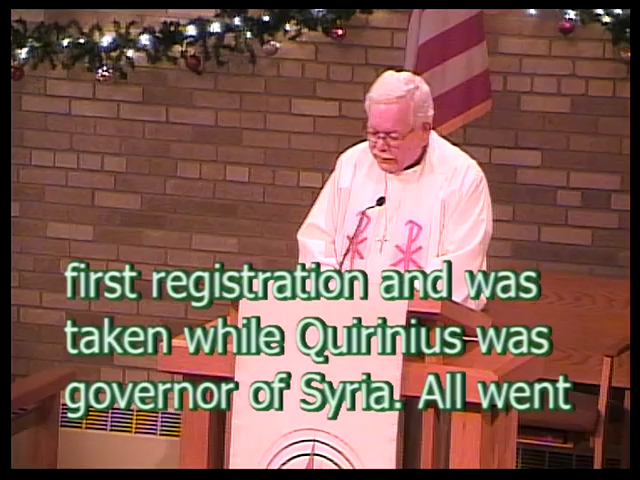 first registration and was
taken while Quirinius was
governor of Syria. All went